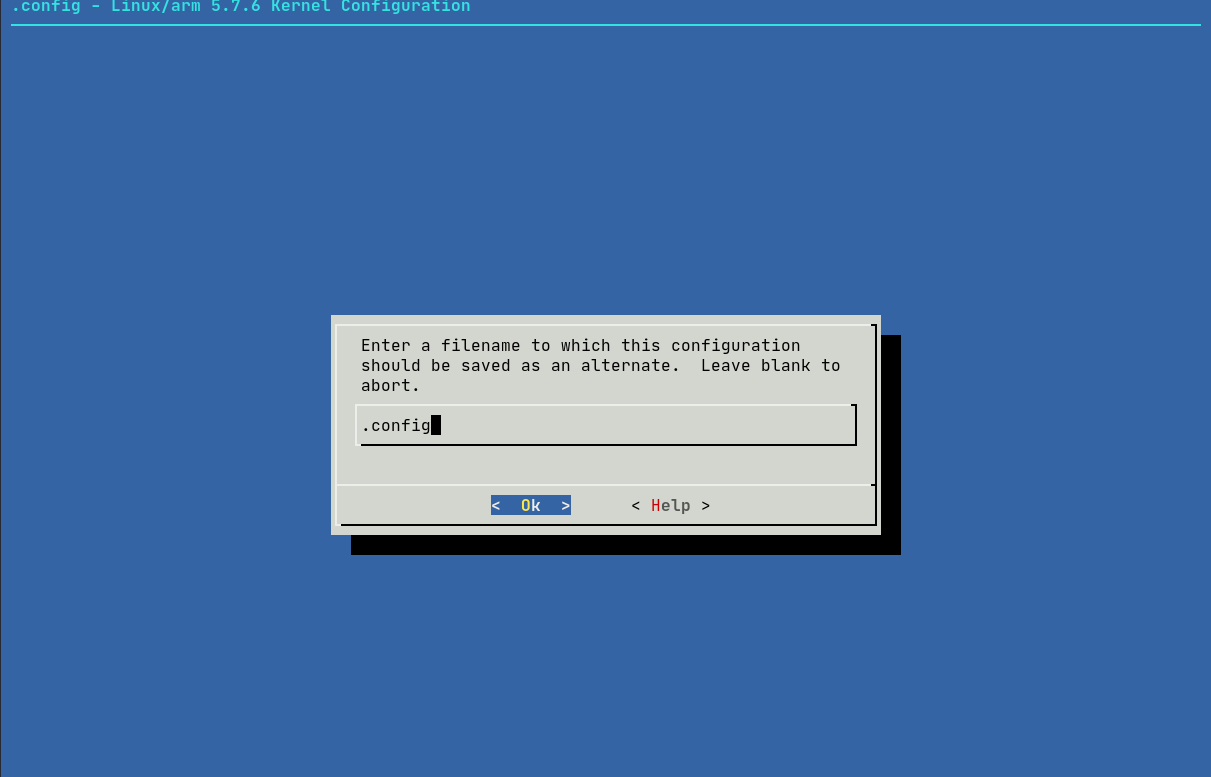 .config - Linux/arm 5.7.6 Kernel Configuration
Enter a filename to which this configuration
should be saved as an alternate.  Leave blank to
abort.
.config
<  Ok  >      < Help >